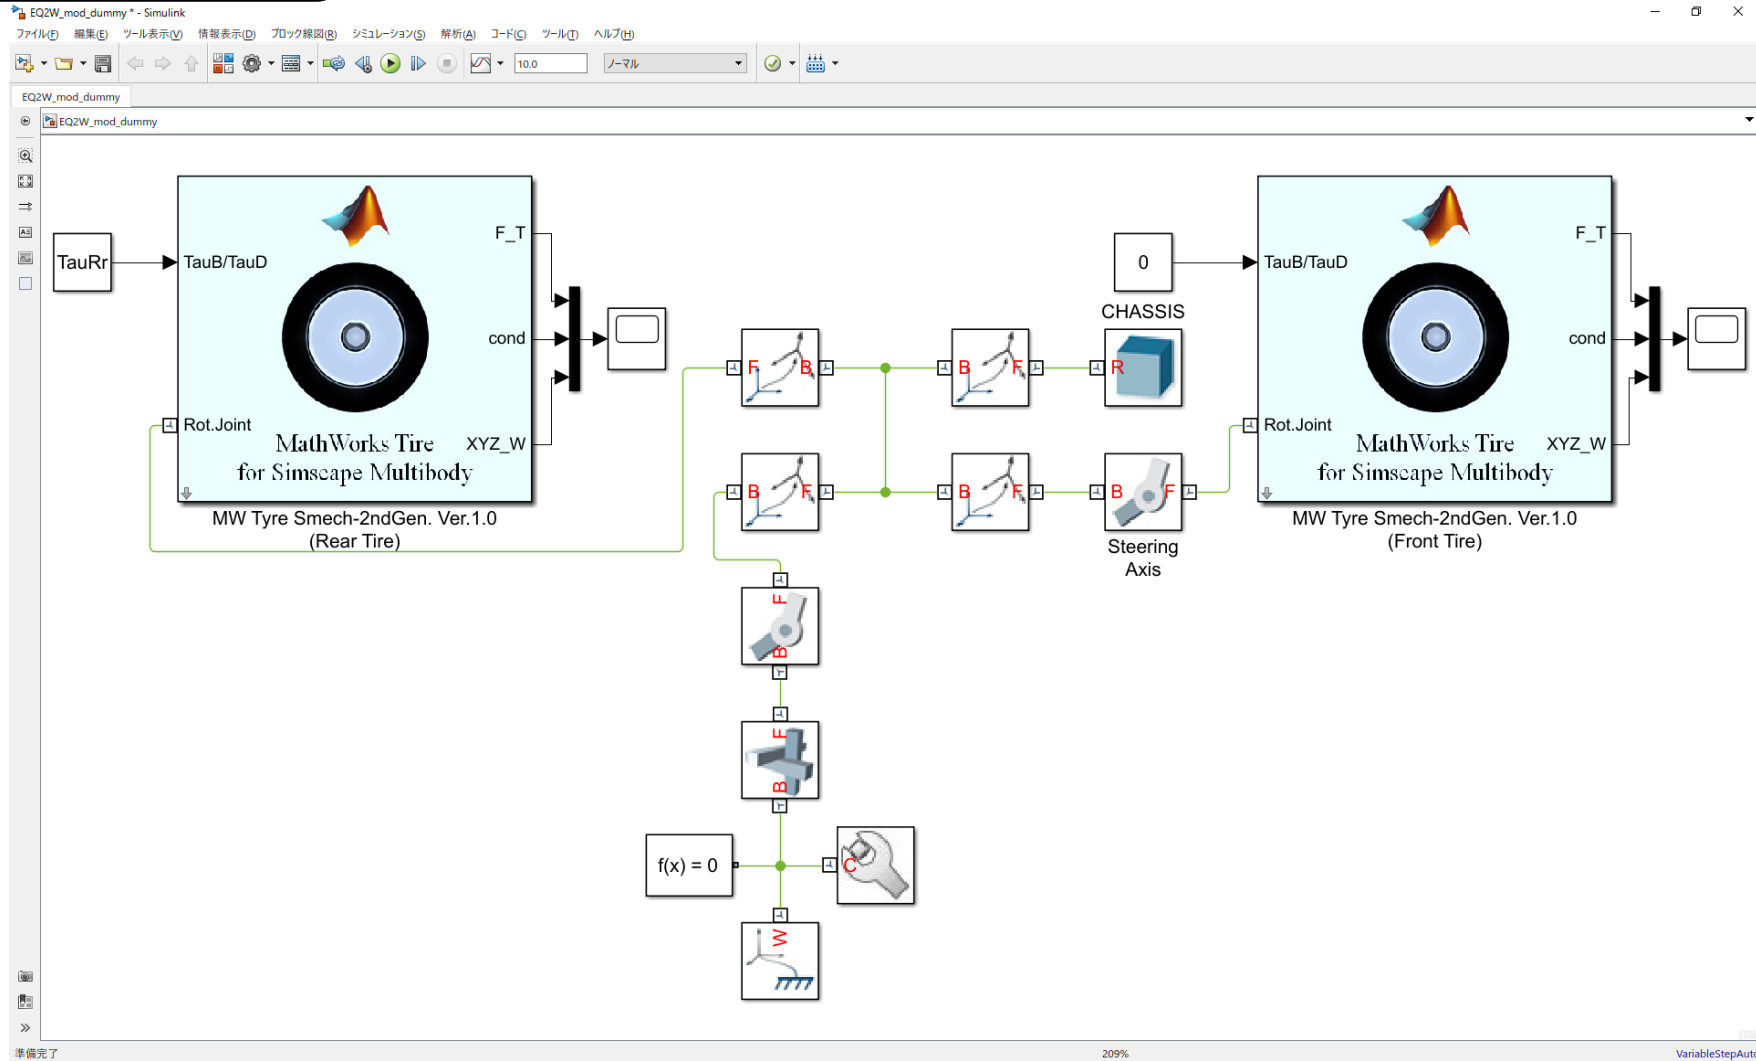 EQ2W_mod_dummy * - Simulink
ファイル(F) 編集(E) ツール表示(V) 情報表示(D) ブロック線図(R) シミュレーション(S) 解析(A) コード(C) ツール(T) ヘルプ(H)
10.0 ノーマル
EQ2W_mod_dummy
EQ2W_mod_dummy
TauRr
TauB/TauD
F_T
cond
Rot.Joint
XYZ_W
MathWorks Tire
for Simscape Multibody
MW Tyre Smech-2ndGen. Ver.1.0
(Rear Tire)
F B
B F
B F
R
CHASSIS
0
B F
B F
Steering
Axis
TauB/TauD
F_T
cond
Rot.Joint
XYZ_W
MathWorks Tire
for Simscape Multibody
MW Tyre Smech-2ndGen. Ver.1.0
(Front Tire)
F
B
F
B
f(x) = 0
C
W
準備完了
209%
VariableStepAuto